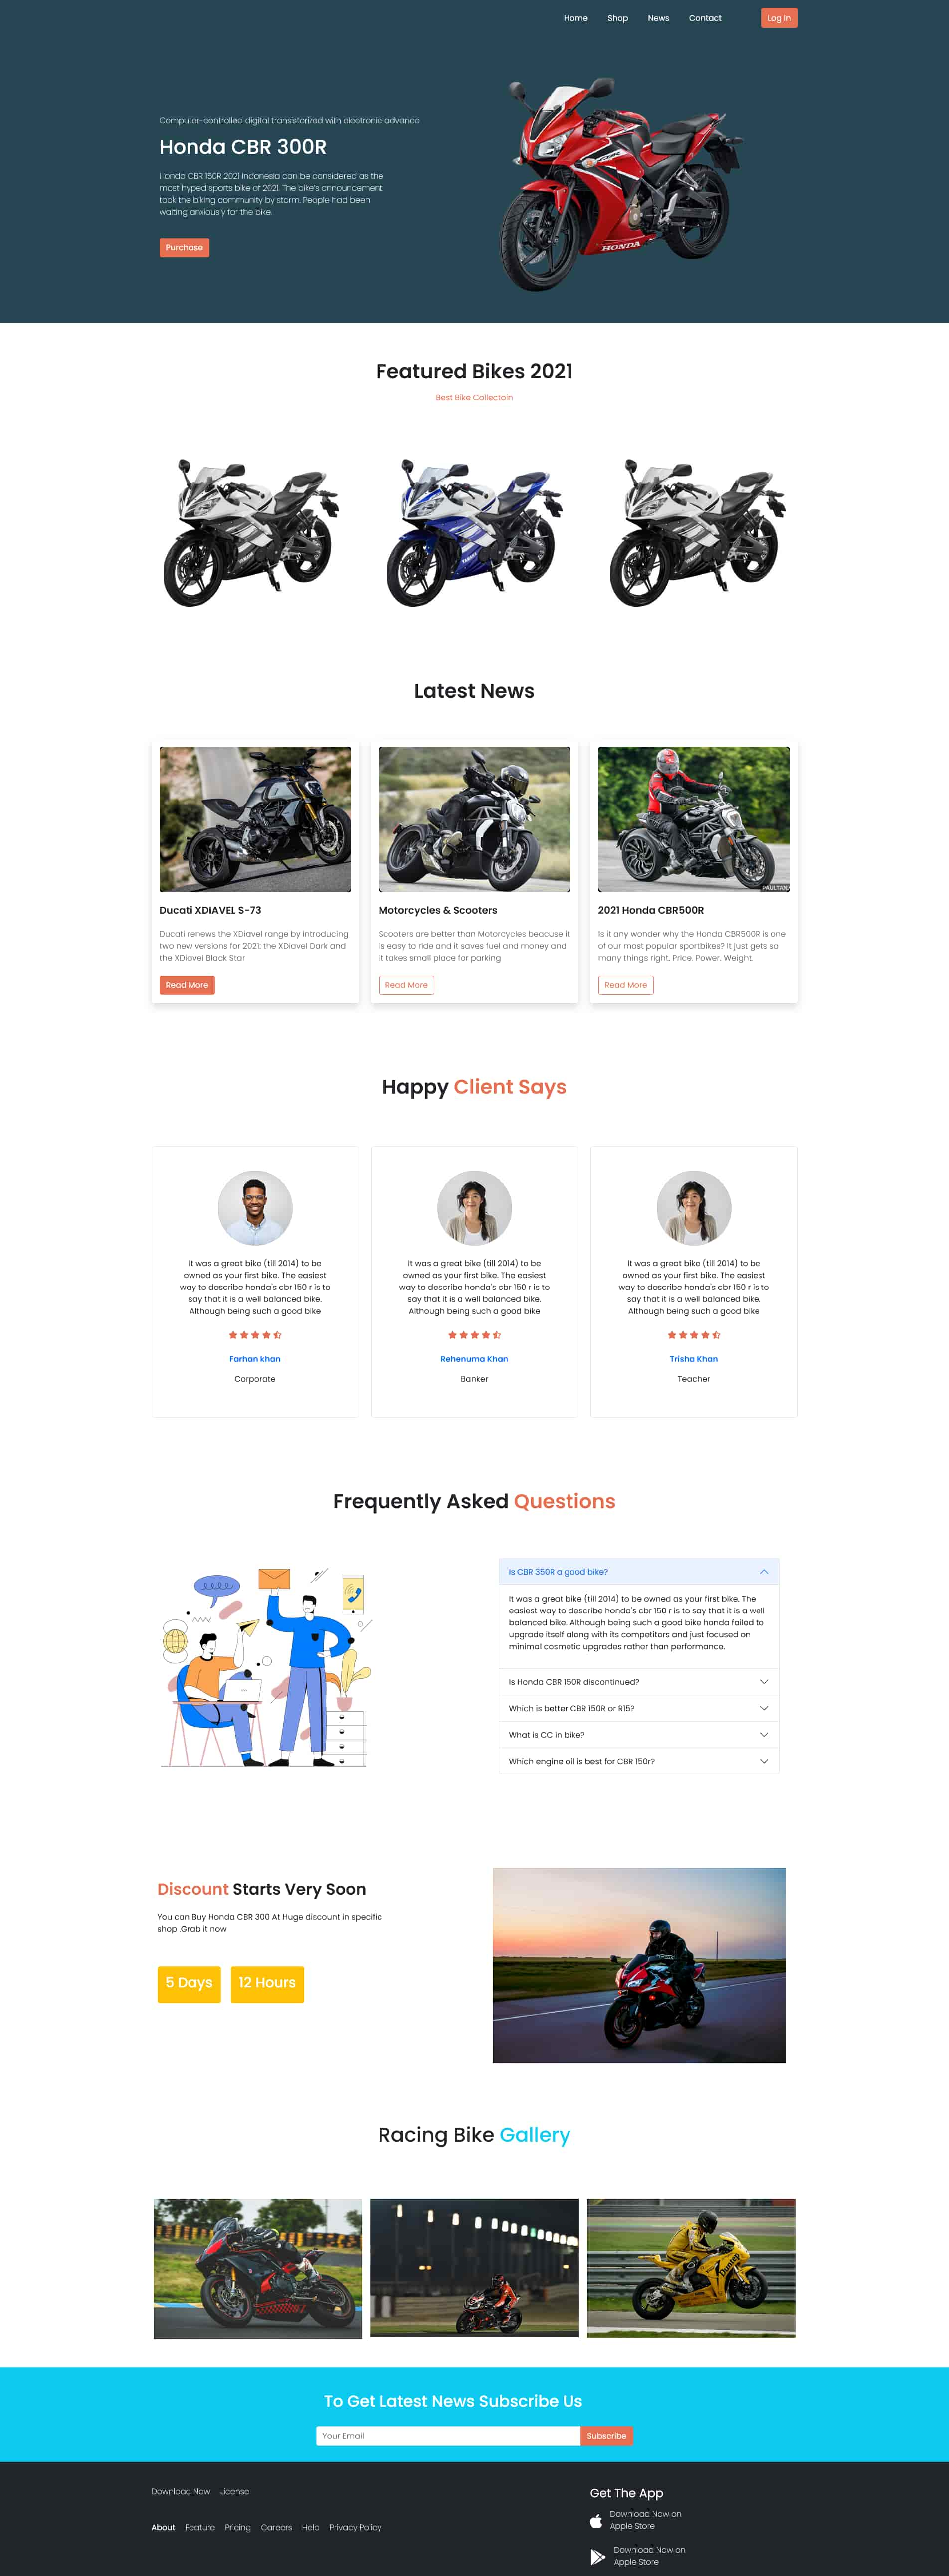 Home Shop News Contact Log In
Computer-controlled digital transistorized with electronic advance
Honda CBR 300R
Honda CBR 150R 2021 Indonesia can be considered as the
most hyped sports bike of 2021. The bike's announcement
took the biking community by storm. People had been
waiting anxiously for the bike.
Purchase
HONDA
Featured Bikes 2021
Best Bike Collectoin
Latest News
PAULTAN
Ducati XDIAVEL S-73
Ducati renews the XDiavel range by introducing
two new versions for 2021: the XDiavel Dark and
the XDiavel Black Star
Read More
Motorcycles & Scooters
Scooters are better than Motorcycles beacuse it
is easy to ride and it saves fuel and money and
it takes small place for parking
Read More
2021 Honda CBR500R
Is it any wonder why the Honda CBR500R is one
of our most popular sportbikes? It just gets so
many things right. Price. Power. Weight.
Read More
Happy Client Says
It was a great bike (till 2014) to be
owned as your first bike. The easiest
way to describe honda's cbr 150 r is to
say that it is a well balanced bike.
Although being such a good bike
Farhan khan
Corporate
It was a great bike (till 2014) to be
owned as your first bike. The easiest
way to describe honda's cbr 150 r is to
say that it is a well balanced bike.
Although being such a good bike
Rehenuma Khan
Banker
It was a great bike (till 2014) to be
owned as your first bike. The easiest
way to describe honda's cbr 150 r is to
say that it is a well balanced bike.
Although being such a good bike
Trisha Khan
Teacher
Frequently Asked Questions
Is CBR 350R a good bike?
It was a great bike (till 2014) to be owned as your first bike. The
easiest way to describe honda's cbr 150 r is to say that it is a well
balanced bike. Although being such a good bike honda failed to
upgrade itself along with its competitors and just focused on
minimal cosmetic upgrades rather than performance.
Is Honda CBR 150R discontinued?
Which is better CBR 150R or R15?
What is CC in bike?
Which engine oil is best for CBR 150r?
Discount Starts Very Soon
You can Buy Honda CBR 300 At Huge discount in specific
shop .Grab it now
5 Days 12 Hours
Racing Bike Gallery
Dunlop
To Get Latest News Subscribe Us
Your Email Subscribe
Download Now License
About Feature Pricing Careers Help Privacy Policy
Get The App
Download Now on
Apple Store
Download Now on
Apple Store